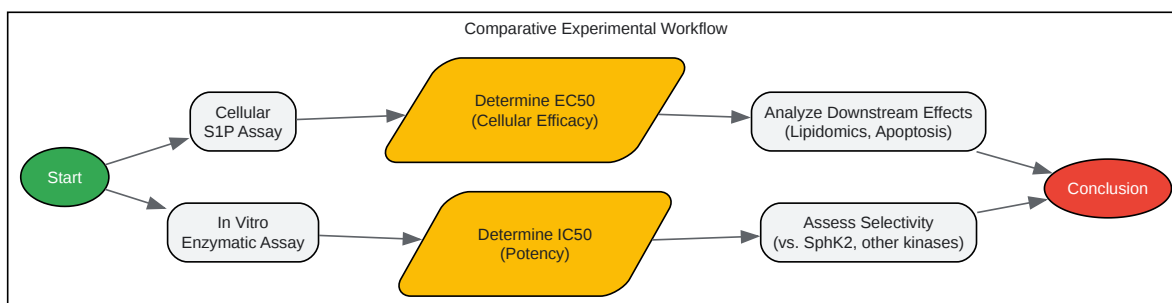 Comparative Experimental Workflow
Start
Cellular
S1P Assay
Determine EC50
(Cellular Efficacy)
Analyze Downstream Effects
(Lipidomics, Apoptosis)
In Vitro
Enzymatic Assay
Determine IC50
(Potency)
Assess Selectivity
(vs. SphK2, other kinases)
Conclusion